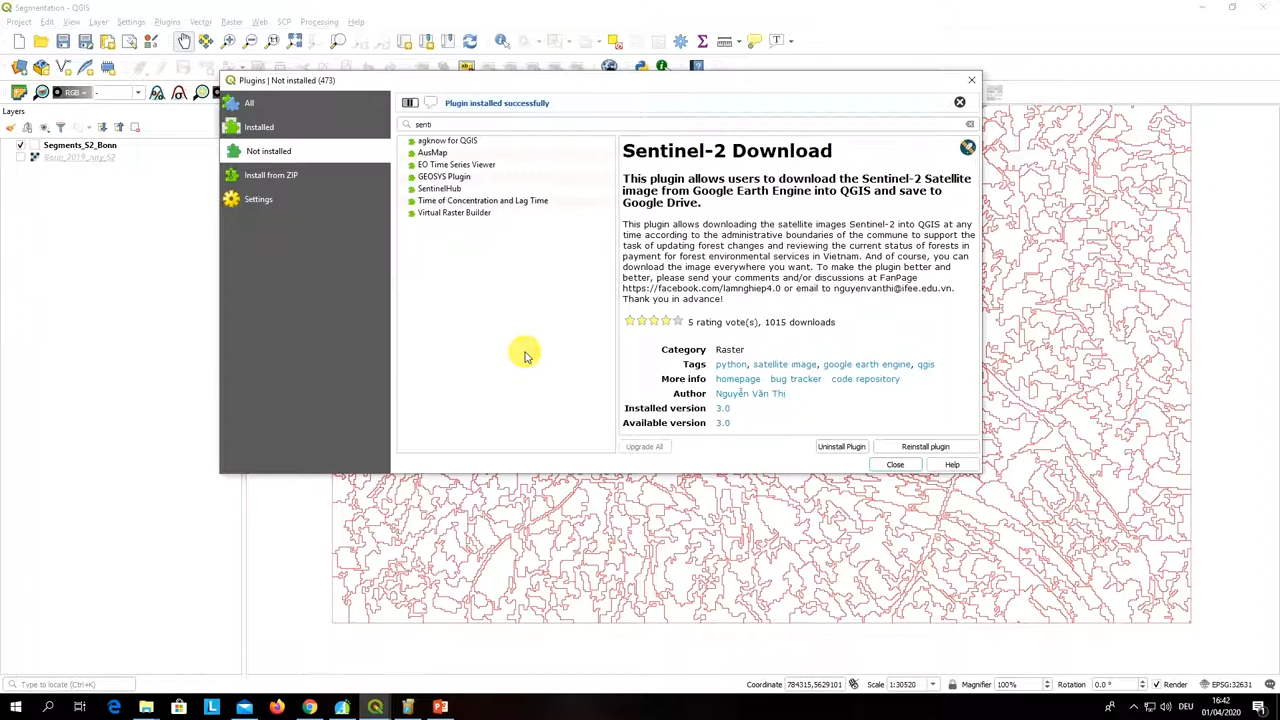 Segmentation - QGIS
Project Edit View Layer Settings Plugins Vector Raster Web SCP Processing Help
RGB = -
Layers
Segments_S2_Bonn
Bonn_2019_July_S2
Plugins | Not installed (473)
All
Installed
Not installed
Install from ZIP
Settings
Plugin installed successfully
senti
agknow for QGIS
AusMap
EO Time Series Viewer
GEOSYS Plugin
SentinelHub
Time of Concentration and Lag Time
Virtual Raster Builder
Sentinel-2 Download
This plugin allows users to download the Sentinel-2 Satellite
image from Google Earth Engine into QGIS and save to
Google Drive.
This plugin allows downloading the satellite images Sentinel-2 into QGIS at any
time according to the administrative boundaries of the commune to support the
task of updating forest changes and reviewing the current status of forests in
payment for forest environmental services in Vietnam. And of course, you can
download the image everywhere you want. To make the plugin better and
better, please send your comments and/or discussions at FanPage
https://facebook.com/lamnghiep4.0 or email to nguyenvanthi@ifee.edu.vn.
Thank you in advance!
5 rating vote(s), 1015 downloads
Category Raster
Tags python, satellite image, google earth engine, qgis
More info homepage bug tracker code repository
Author Nguyễn Văn Thị
Installed version 3.0
Available version 3.0
Upgrade All Uninstall Plugin Reinstall plugin
Close Help
Type to locate (Ctrl+K) Coordinate 784315,5629101 Scale 1:30520 Magnifier 100% Rotation 0.0 ° Render EPSG:32631
DEU 16:42
01/04/2020